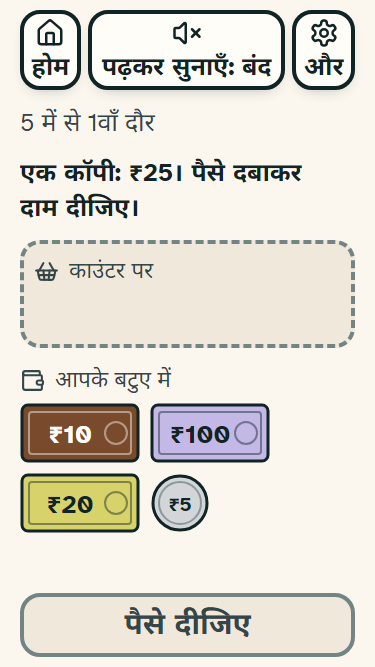 होम
पढ़कर सुनाएँ: बंद
और
5 में से 1वाँ दौर
एक कॉपी: ₹25। पैसे दबाकर
दाम दीजिए।
काउंटर पर
आपके बटुए में
₹10
₹100
₹20
₹5
पैसे दीजिए